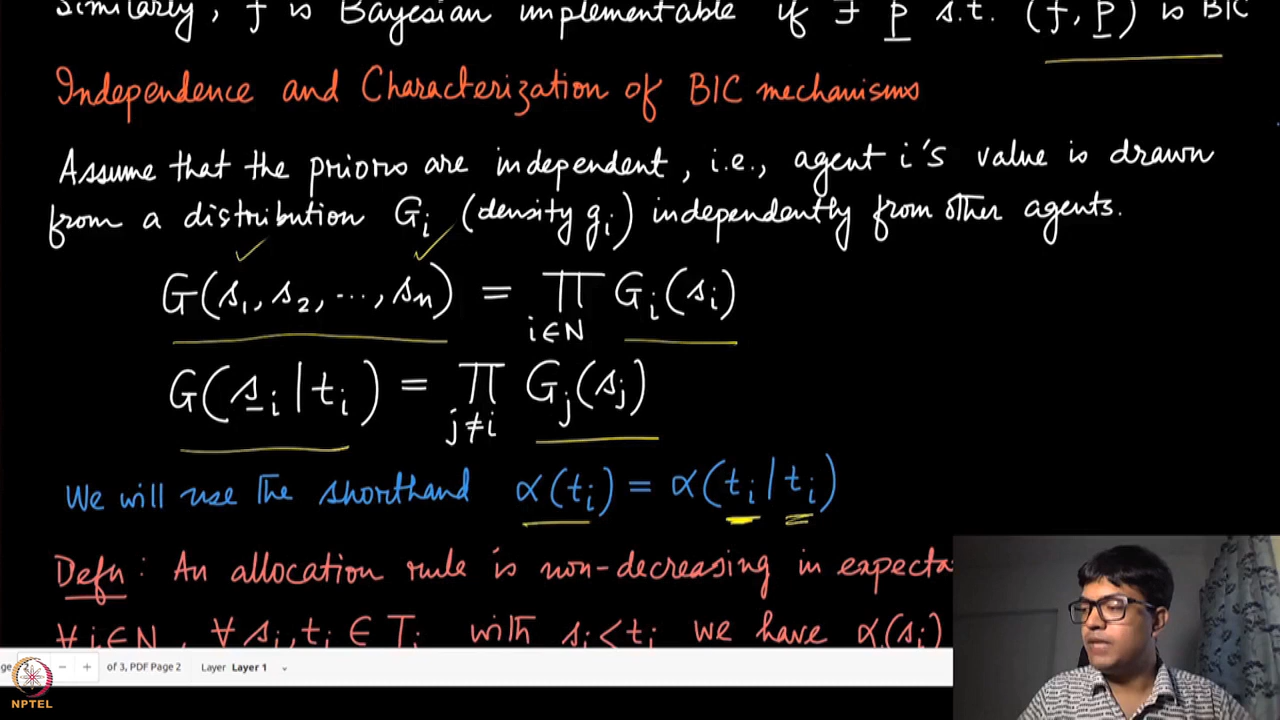 Similarly, f is Bayesian implementable if ∃ p s.t. (f, p) is BIC
Independence and Characterization of BIC mechanisms
Assume that the priors are independent, i.e., agent i's value is drawn
from a distribution Gᵢ (density gᵢ) independently from other agents.
G(s₁, s₂, ..., sₙ) = ∏ᵢ∈N Gᵢ(sᵢ)
G(s̲ᵢ | tᵢ) = ∏ⱼ≠ᵢ Gⱼ(sⱼ)
We will use the shorthand α(tᵢ) = α(tᵢ | tᵢ)
Defn: An allocation rule is non-decreasing in expecta
∀ i∈N, ∀ sᵢ, tᵢ ∈ Tᵢ with sᵢ < tᵢ we have α(sᵢ)
ge − + of 3, PDF Page 2 Layer Layer 1
NPTEL